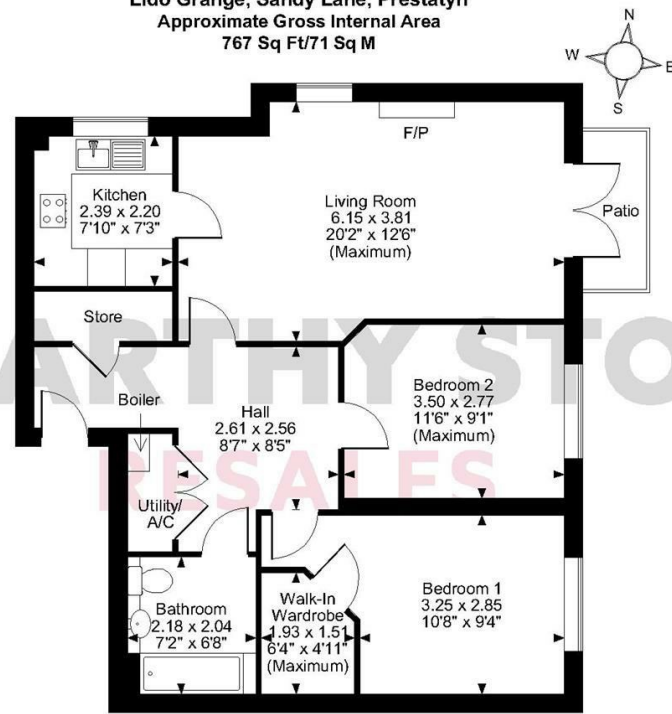 Lido Grange, Sandy Lane, Prestatyn
Approximate Gross Internal Area
767 Sq Ft/71 Sq M
N
W
E
S
F/P
Kitchen
2.39 x 2.20
7'10" x 7'3"
Living Room
6.15 x 3.81
20'2" x 12'6"
(Maximum)
Patio
Store
ARTHY STO
Boiler
Hall
2.61 x 2.56
8'7" x 8'5"
Bedroom 2
3.50 x 2.77
11'6" x 9'1"
(Maximum)
RESALES
Utility/
A/C
Bathroom
2.18 x 2.04
7'2" x 6'8"
Walk-In
Wardrobe
1.93 x 1.51
6'4" x 4'11"
(Maximum)
Bedroom 1
3.25 x 2.85
10'8" x 9'4"